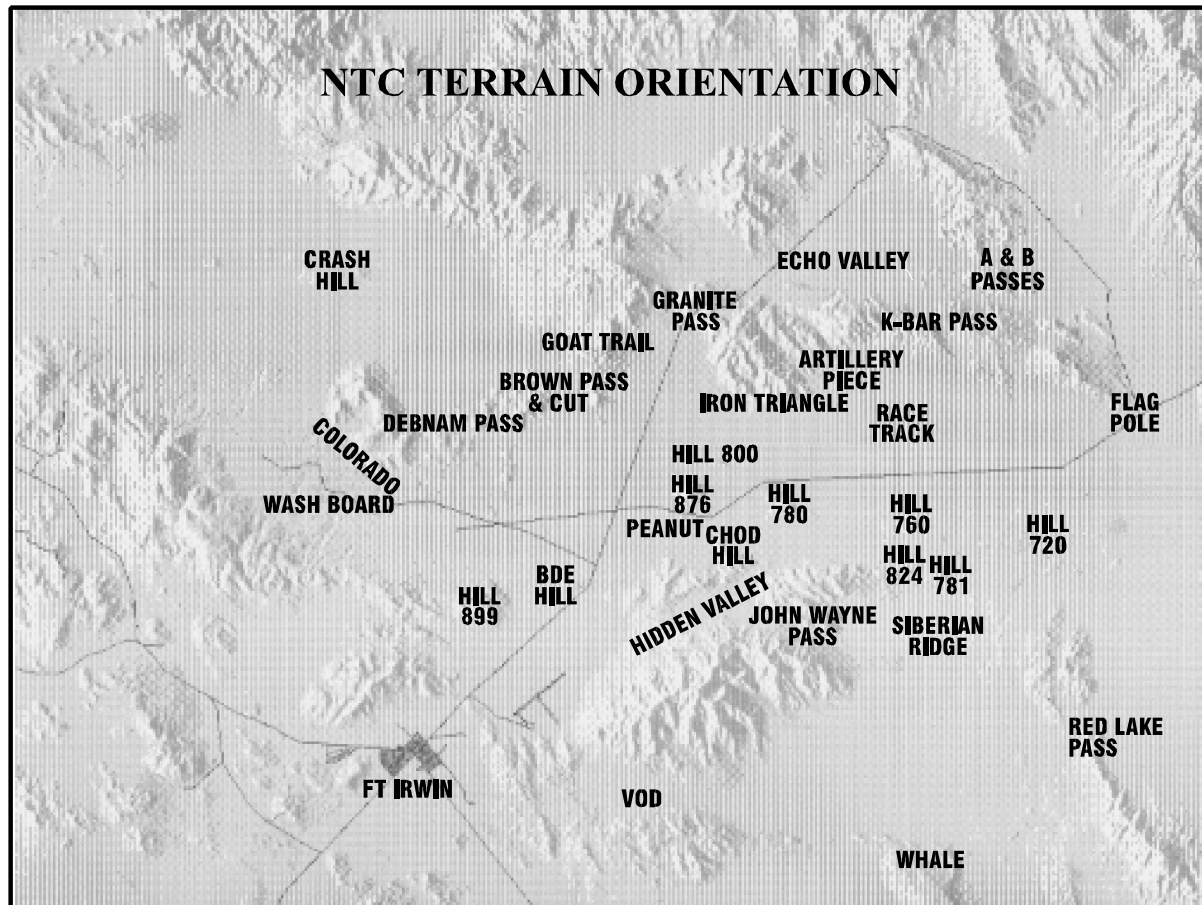 NTC TERRAIN ORIENTATION
CRASH
HILL
ECHO VALLEY
A & B
PASSES
GRANITE
PASS
K-BAR PASS
GOAT TRAIL
ARTILLERY
PIECE
BROWN PASS
& CUT
IRON TRIANGLE
FLAG
POLE
DEBNAM PASS
RACE
TRACK
COLORADO
HILL 800
WASH BOARD
HILL
876
HILL
780
HILL
760
PEANUT
CHOD
HILL
HILL
720
HILL
824
HILL
781
BDE
HILL
HILL
899
HIDDEN VALLEY
JOHN WAYNE
PASS
SIBERIAN
RIDGE
RED LAKE
PASS
FT IRWIN
VOD
WHALE